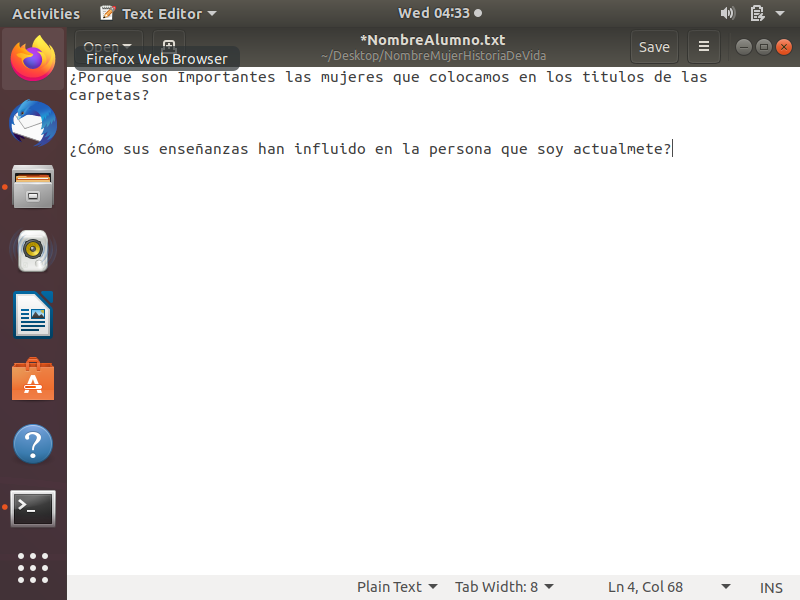 Activities Text Editor Wed 04:33
Open *NombreAlumno.txt Save
~/Desktop/NombreMujerHistoriaDeVida
Firefox Web Browser
¿Porque son Importantes las mujeres que colocamos en los titulos de las
carpetas?
¿Cómo sus enseñanzas han influido en la persona que soy actualmete?
Plain Text Tab Width: 8 Ln 4, Col 68 INS